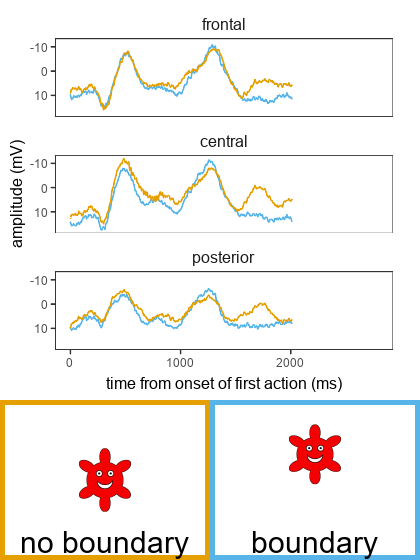 frontal
-10
0
10
central
-10
0
10
posterior
-10
0
10
amplitude (mV)
0 1000 2000
time from onset of first action (ms)
no boundary
boundary